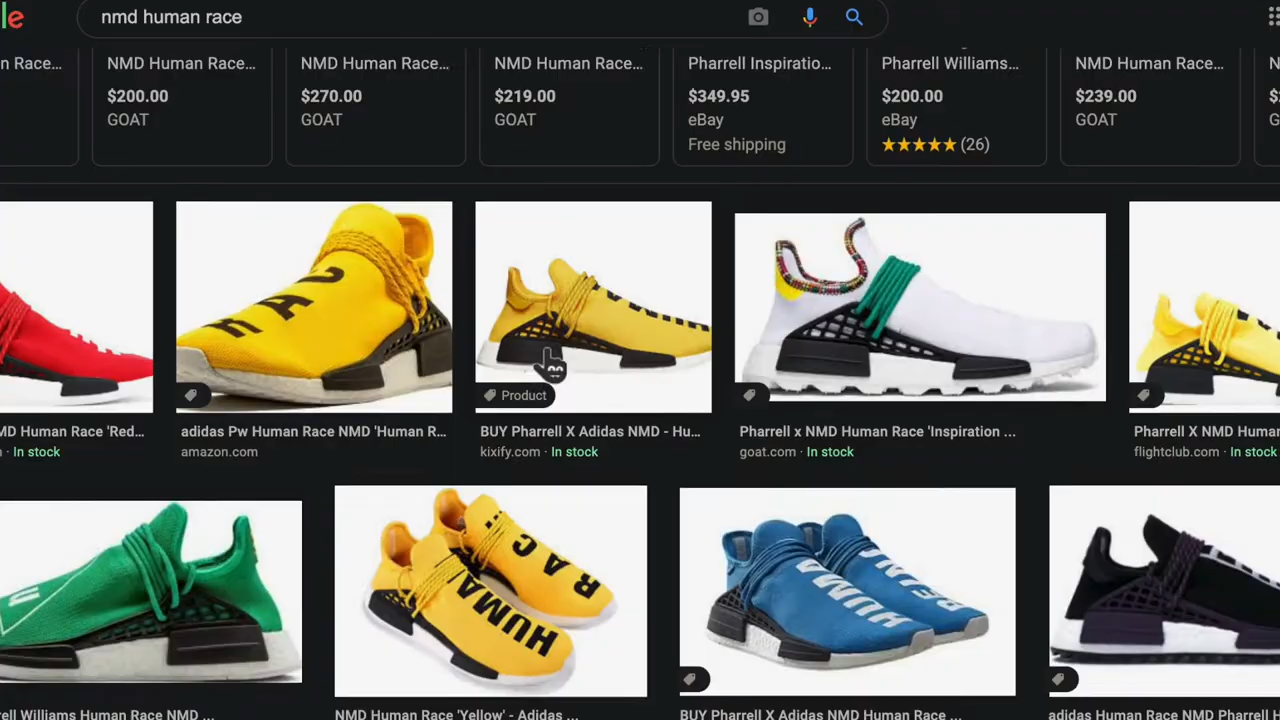 le
nmd human race
n Race...
NMD Human Race...
NMD Human Race...
NMD Human Race...
Pharrell Inspiratio...
Pharrell Williams...
NMD Human Race...
$200.00
$270.00
$219.00
$349.95
$200.00
$239.00
GOAT
GOAT
GOAT
eBay
eBay
GOAT
Free shipping
(26)
HUMAN
RAC
HUMAN
MD Human Race 'Red...
adidas Pw Human Race NMD 'Human R...
BUY Pharrell X Adidas NMD - Hu...
Pharrell x NMD Human Race 'Inspiration ...
Pharrell X NMD Human
Product
· In stock
amazon.com
kixify.com · In stock
goat.com · In stock
flightclub.com · In stock
rell Williams Human Race NMD ...
NMD Human Race 'Yellow' - Adidas ...
BUY Pharrell X Adidas NMD Human Race ...
adidas Human Race NMD Pharrell H